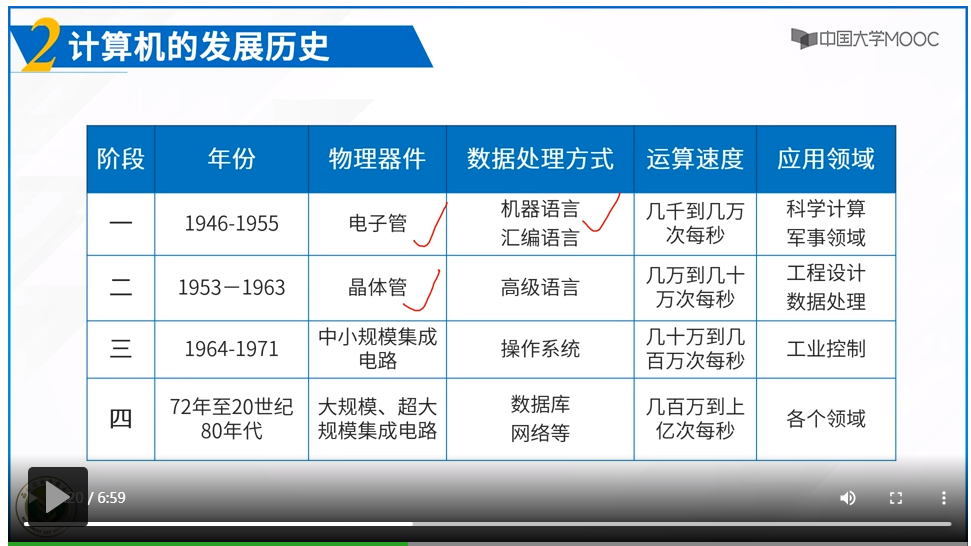 2 计算机的发展历史
中国大学MOOC
阶段 年份 物理器件 数据处理方式 运算速度 应用领域
一 1946-1955 电子管 机器语言 几千到几万 科学计算
汇编语言 次每秒 军事领域
二 1953－1963 晶体管 高级语言 几万到几十 工程设计
万次每秒 数据处理
三 1964-1971 中小规模集成 操作系统 几十万到几 工业控制
电路 百万次每秒
四 72年至20世纪 大规模、超大 数据库 几百万到上 各个领域
80年代 规模集成电路 网络等 亿次每秒
20 / 6:59